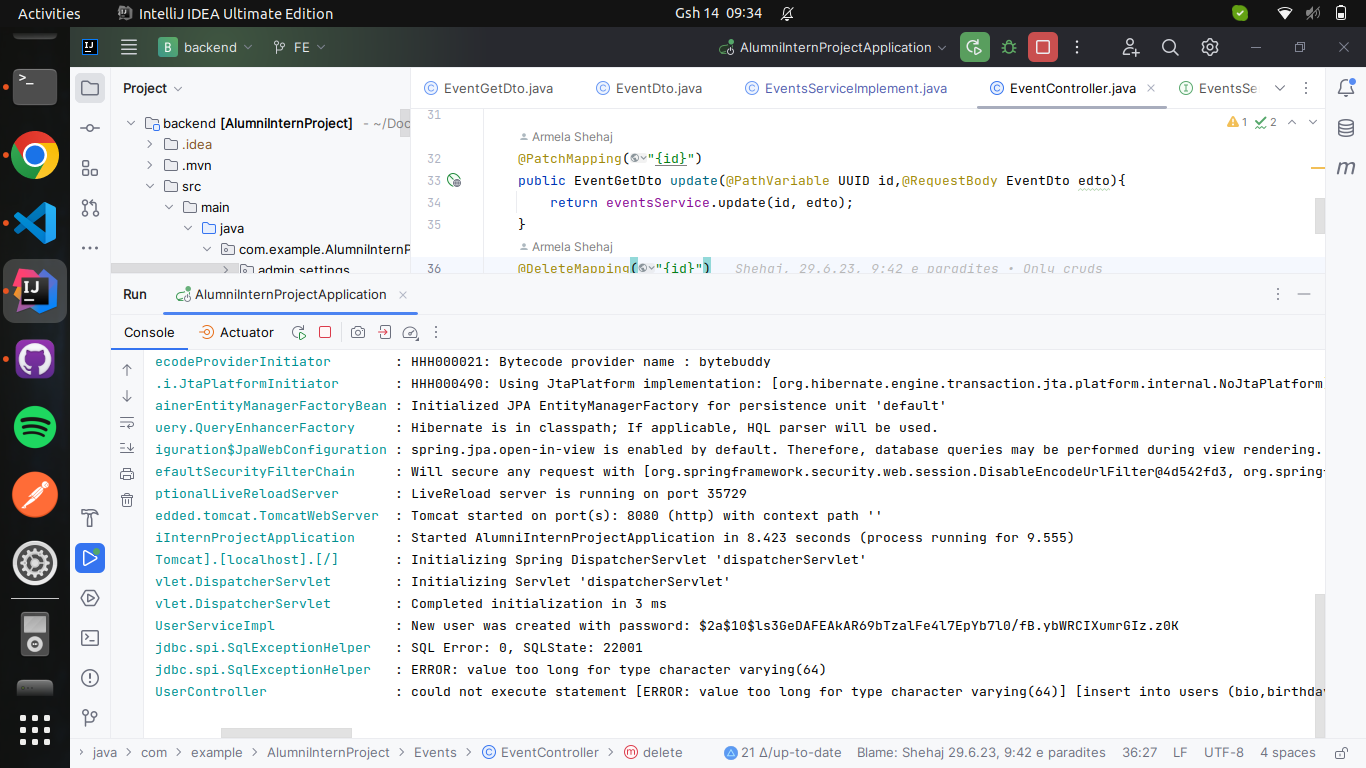 Activities
IntelliJ IDEA Ultimate Edition
Gsh 14 09:34
B backend
FE
AlumniInternProjectApplication
Project
EventGetDto.java
EventDto.java
EventsServiceImplement.java
EventController.java
EventsSe
backend [AlumniInternProject] - ~/Doc
.idea
.mvn
src
main
java
com.example.AlumniInternP
admin.settings
31
1
2
Armela Shehaj
32 @PatchMapping("{id}")
33 public EventGetDto update(@PathVariable UUID id,@RequestBody EventDto edto){
34 return eventsService.update(id, edto);
35 }
Armela Shehaj
36 @DeleteMapping("{id}") Shehaj, 29.6.23, 9:42 e paradites • Only cruds
Run
AlumniInternProjectApplication
Console
Actuator
ecodeProviderInitiator : HHH000021: Bytecode provider name : bytebuddy
.i.JtaPlatformInitiator : HHH000490: Using JtaPlatform implementation: [org.hibernate.engine.transaction.jta.platform.internal.NoJtaPlatform
ainerEntityManagerFactoryBean : Initialized JPA EntityManagerFactory for persistence unit 'default'
uery.QueryEnhancerFactory : Hibernate is in classpath; If applicable, HQL parser will be used.
iguration$JpaWebConfiguration : spring.jpa.open-in-view is enabled by default. Therefore, database queries may be performed during view rendering.
efaultSecurityFilterChain : Will secure any request with [org.springframework.security.web.session.DisableEncodeUrlFilter@4d542fd3, org.spring
ptionalLiveReloadServer : LiveReload server is running on port 35729
edded.tomcat.TomcatWebServer : Tomcat started on port(s): 8080 (http) with context path ''
iInternProjectApplication : Started AlumniInternProjectApplication in 8.423 seconds (process running for 9.555)
Tomcat].[localhost].[/] : Initializing Spring DispatcherServlet 'dispatcherServlet'
vlet.DispatcherServlet : Initializing Servlet 'dispatcherServlet'
vlet.DispatcherServlet : Completed initialization in 3 ms
UserServiceImpl : New user was created with password: $2a$10$ls3GeDAFEAkAR69bTzalFe4l7EpYb7l0/fB.ybWRCIXumrGIz.z0K
jdbc.spi.SqlExceptionHelper : SQL Error: 0, SQLState: 22001
jdbc.spi.SqlExceptionHelper : ERROR: value too long for type character varying(64)
UserController : could not execute statement [ERROR: value too long for type character varying(64)] [insert into users (bio,birthda
java > com > example > AlumniInternProject > Events > EventController > delete
21 Δ/up-to-date
Blame: Shehaj 29.6.23, 9:42 e paradites
36:27
LF
UTF-8
4 spaces